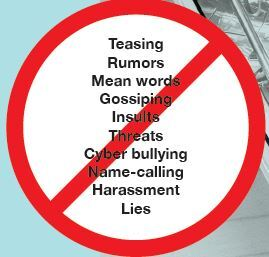 Teasing
Rumors
Mean words
Gossiping
Insults
Threats
Cyber bullying
Name-calling
Harassment
Lies